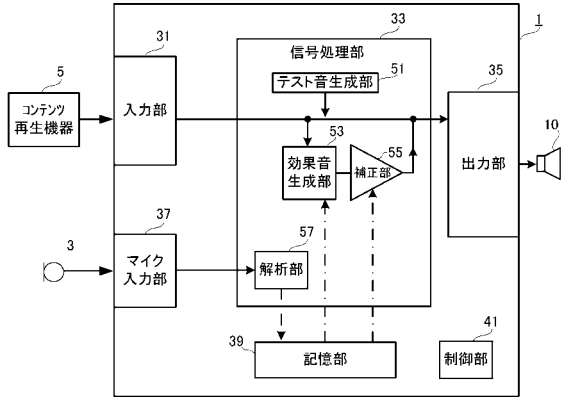 1
31
33
信号処理部
5
51
テスト音生成部
35
コンテンツ
再生機器
入力部
53
効果音
生成部
55
補正部
出力部
10
37
3
マイク
入力部
57
解析部
39
記憶部
41
制御部